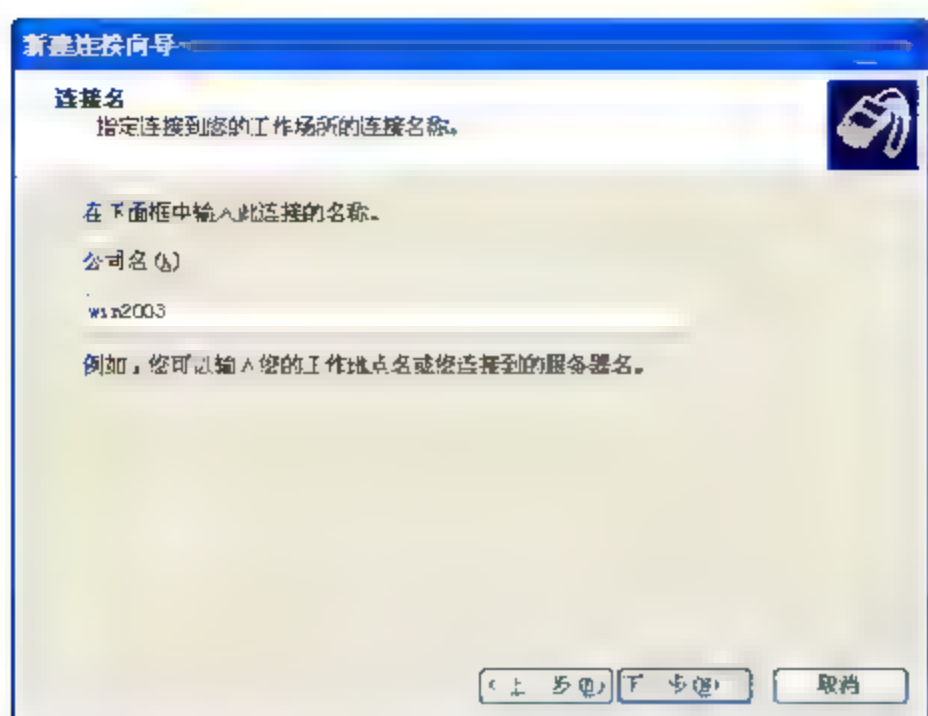 新建连接向导
连接名
指定连接到您的工作场所的连接名称。
在下面框中输入此连接的名称。
公司名(A)
win2003
例如，您可以输入您的工作地点名或您连接到的服务器名。
<上一步(B) 下一步(N)> 取消